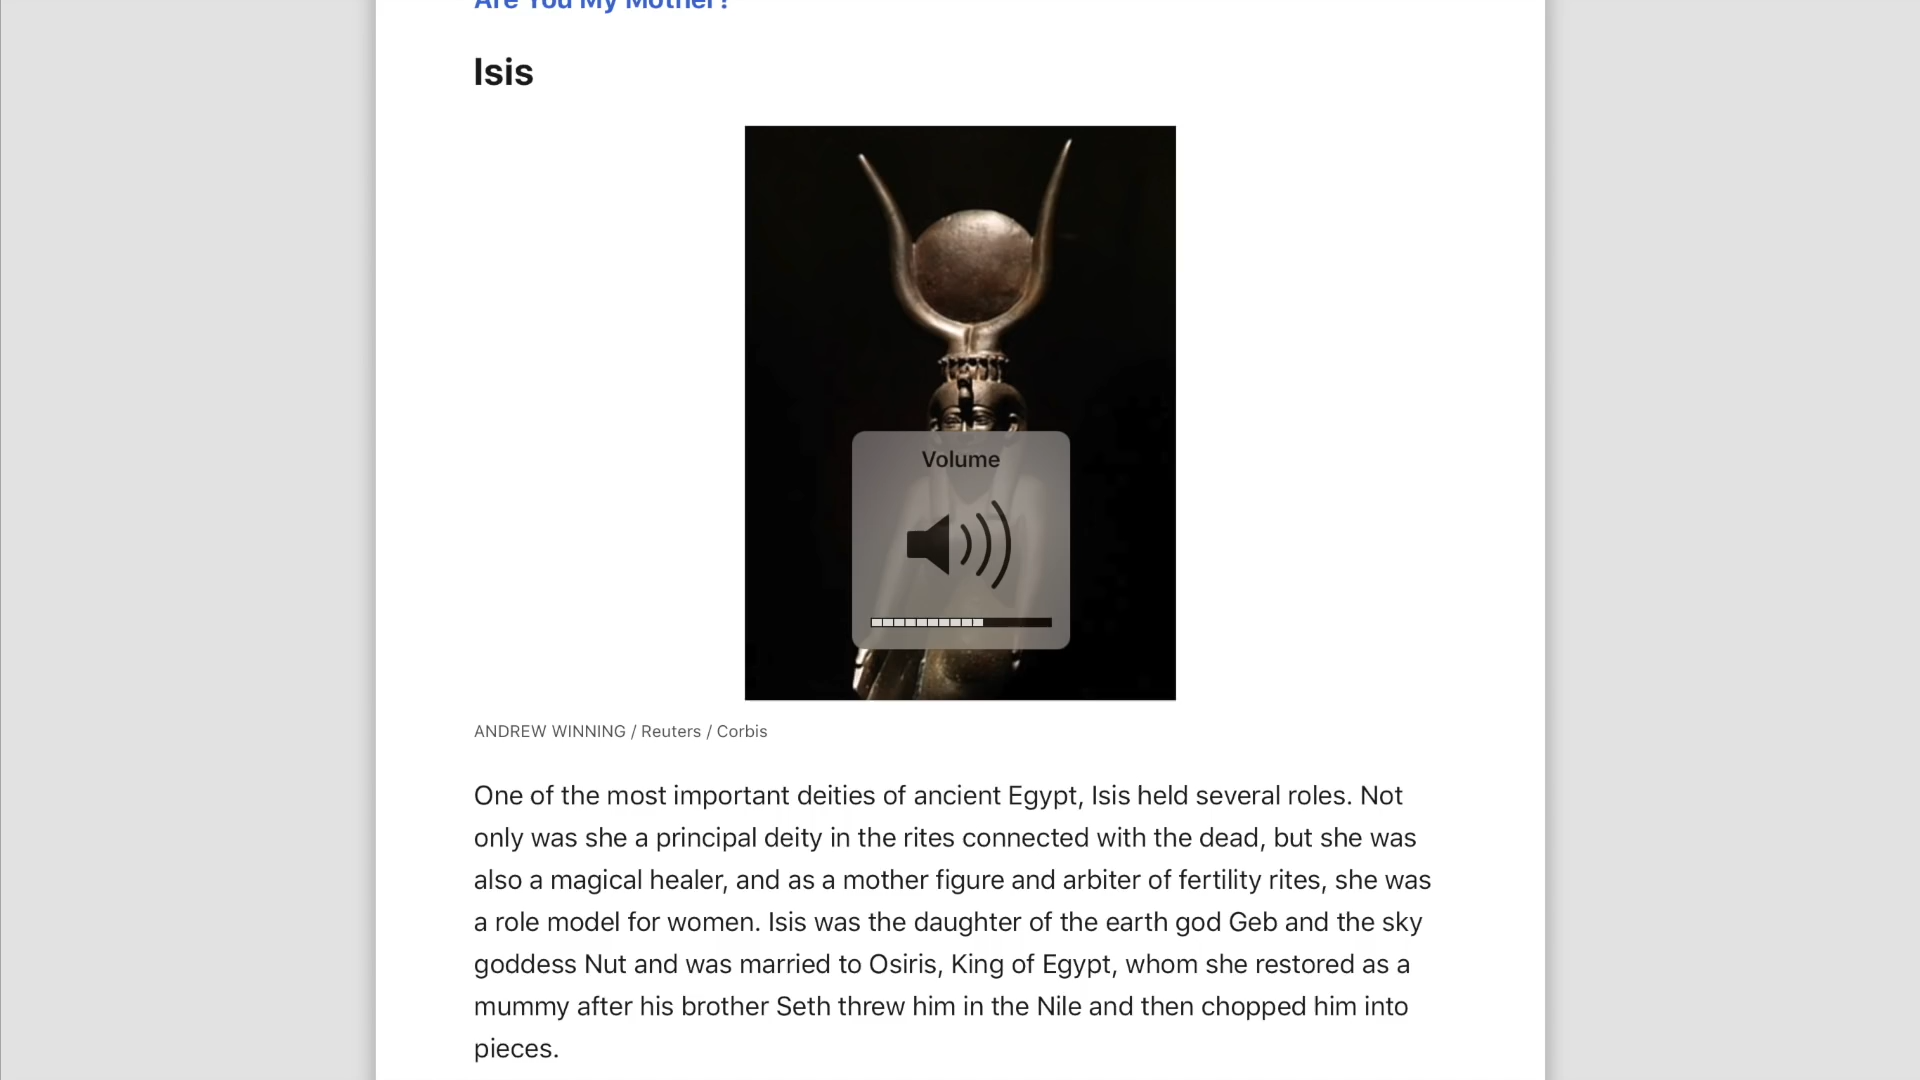 Are You My Mother?
Isis
Volume
ANDREW WINNING / Reuters / Corbis
One of the most important deities of ancient Egypt, Isis held several roles. Not
only was she a principal deity in the rites connected with the dead, but she was
also a magical healer, and as a mother figure and arbiter of fertility rites, she was
a role model for women. Isis was the daughter of the earth god Geb and the sky
goddess Nut and was married to Osiris, King of Egypt, whom she restored as a
mummy after his brother Seth threw him in the Nile and then chopped him into
pieces.